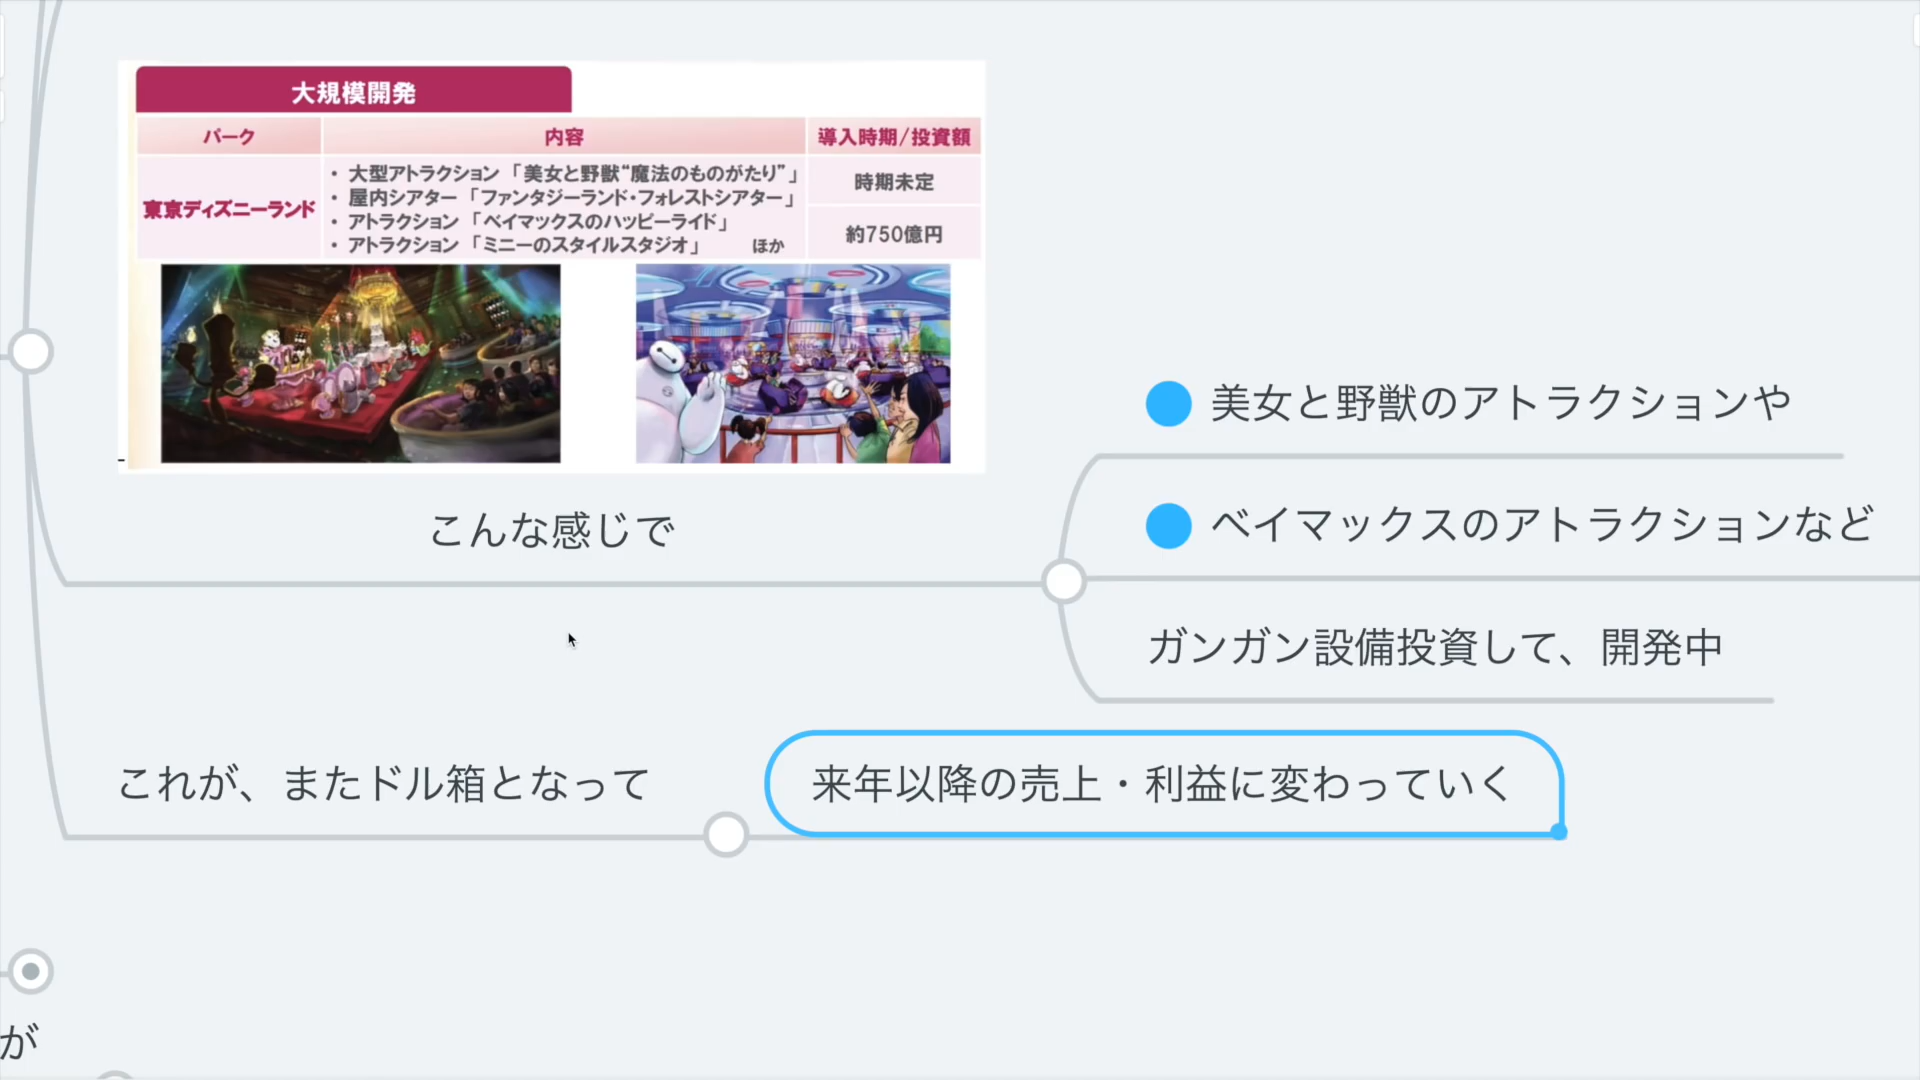 大規模開発
パーク
内容
導入時期/投資額
東京ディズニーランド
・ 大型アトラクション「美女と野獣“魔法のものがたり”」
・ 屋内シアター「ファンタジーランド・フォレストシアター」
・ アトラクション「ベイマックスのハッピーライド」
・ アトラクション「ミニーのスタイルスタジオ」 ほか
時期未定
約750億円
こんな感じで
美女と野獣のアトラクションや
ベイマックスのアトラクションなど
ガンガン設備投資して、開発中
これが、またドル箱となって
来年以降の売上・利益に変わっていく
が